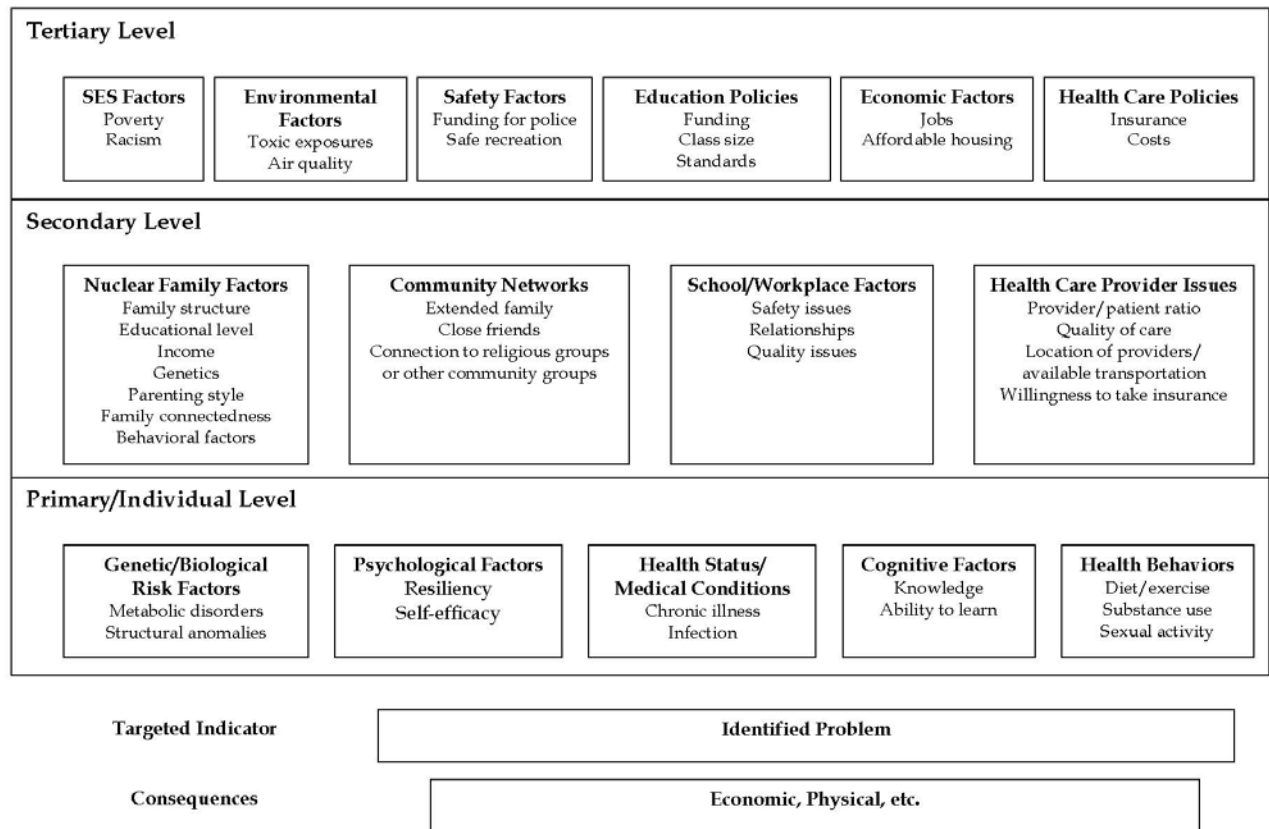 Tertiary Level
SES Factors
Poverty
Racism
Environmental
Factors
Toxic exposures
Air quality
Safety Factors
Funding for police
Safe recreation
Education Policies
Funding
Class size
Standards
Economic Factors
Jobs
Affordable housing
Health Care Policies
Insurance
Costs
Secondary Level
Nuclear Family Factors
Family structure
Educational level
Income
Genetics
Parenting style
Family connectedness
Behavioral factors
Community Networks
Extended family
Close friends
Connection to religious groups
or other community groups
School/Workplace Factors
Safety issues
Relationships
Quality issues
Health Care Provider Issues
Provider/patient ratio
Quality of care
Location of providers/
available transportation
Willingness to take insurance
Primary/Individual Level
Genetic/Biological
Risk Factors
Metabolic disorders
Structural anomalies
Psychological Factors
Resiliency
Self-efficacy
Health Status/
Medical Conditions
Chronic illness
Infection
Cognitive Factors
Knowledge
Ability to learn
Health Behaviors
Diet/exercise
Substance use
Sexual activity
Targeted Indicator
Identified Problem
Consequences
Economic, Physical, etc.